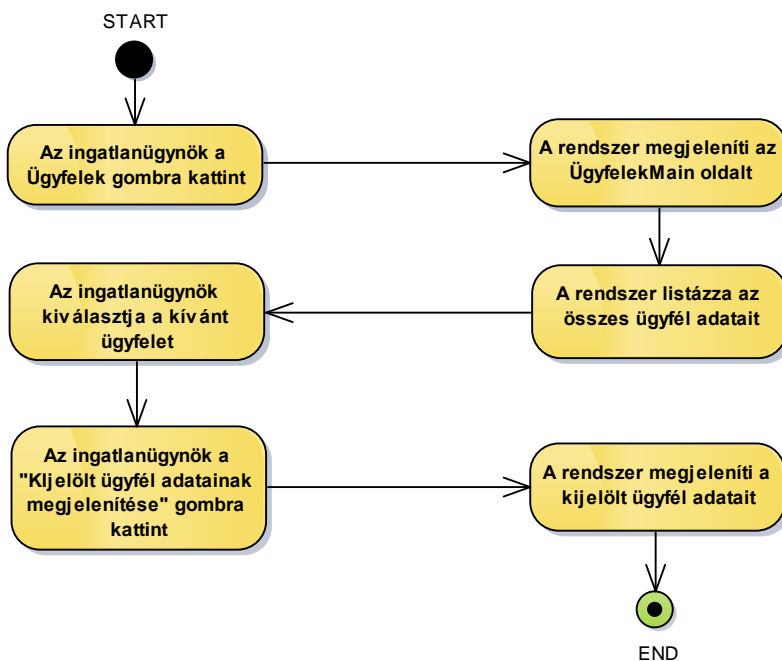 START
Az ingatlanügynök a
Ügyfelek gombra kattint
A rendszer megjeleníti az
ÜgyfelekMain oldalt
A rendszer listázza az
összes ügyfél adatait
Az ingatlanügynök
kiválasztja a kívánt
ügyfelet
Az ingatlanügynök a
"KIjelölt ügyfél adatainak
megjelenítése" gombra
kattint
A rendszer megjeleníti a
kijelölt ügyfél adatait
END